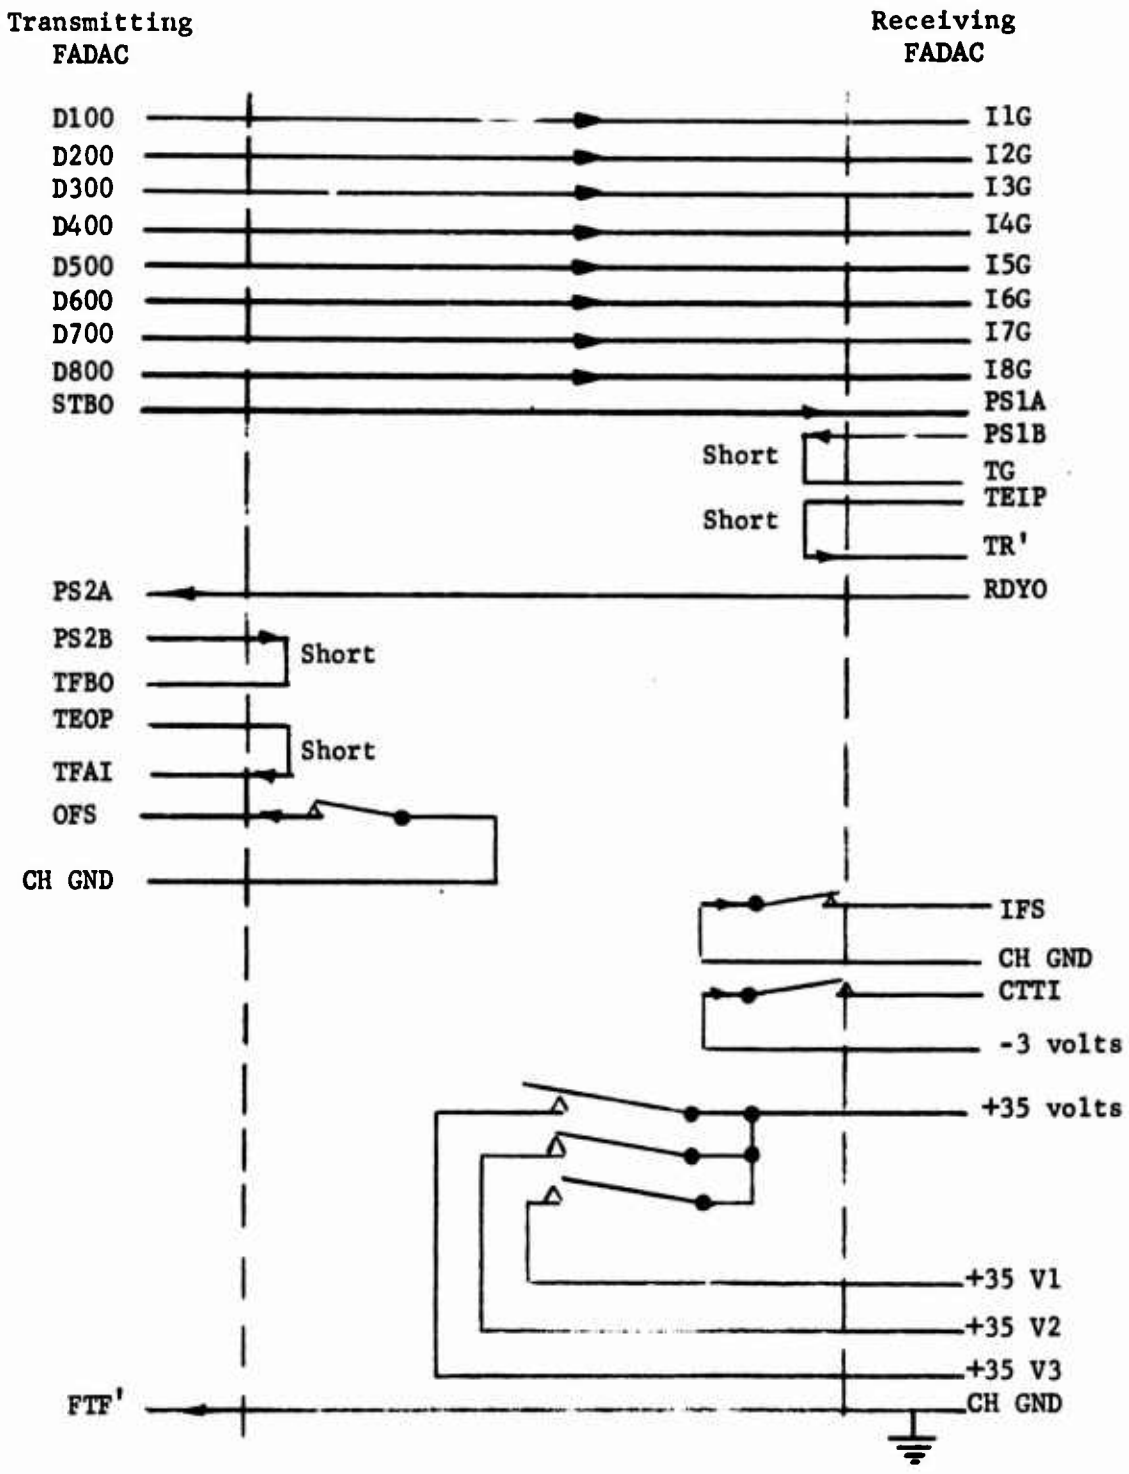 Transmitting Receiving
FADAC FADAC
D100 I1G
D200 I2G
D300 I3G
D400 I4G
D500 I5G
D600 I6G
D700 I7G
D800 I8G
STBO PS1A
PS1B
Short
TG
TEIP
Short
TR'
PS2A RDYO
PS2B
Short
TFBO
TEOP
Short
TFAI
OFS
CH GND
IFS
CH GND
CTTI
-3 volts
+35 volts
+35 V1
+35 V2
+35 V3
FTF' CH GND